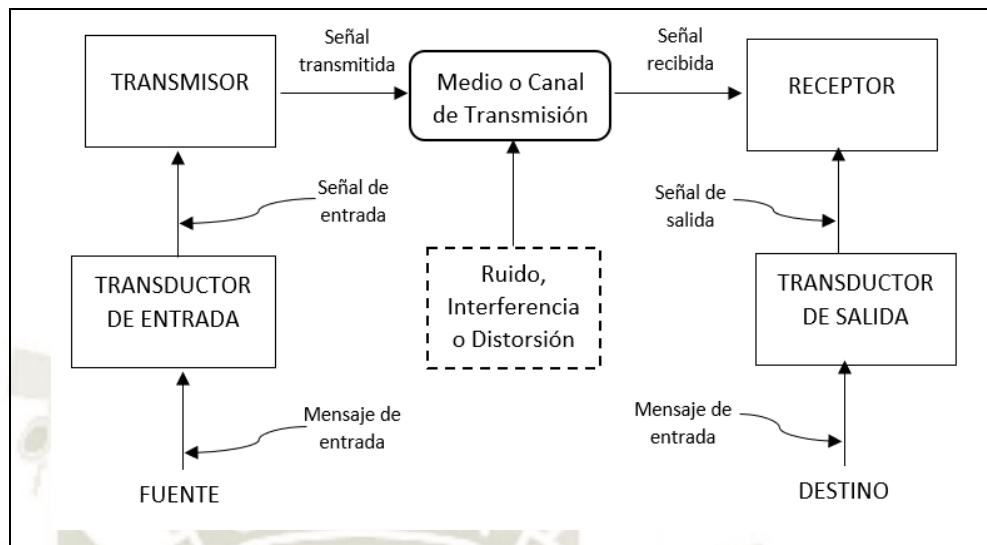 Señal
transmitida
Señal
recibida
TRANSMISOR
Medio o Canal
de Transmisión
RECEPTOR
Señal de
entrada
Señal de
salida
TRANSDUCTOR
DE ENTRADA
Ruido,
Interferencia
o Distorsión
TRANSDUCTOR
DE SALIDA
Mensaje de
entrada
Mensaje de
entrada
FUENTE
DESTINO